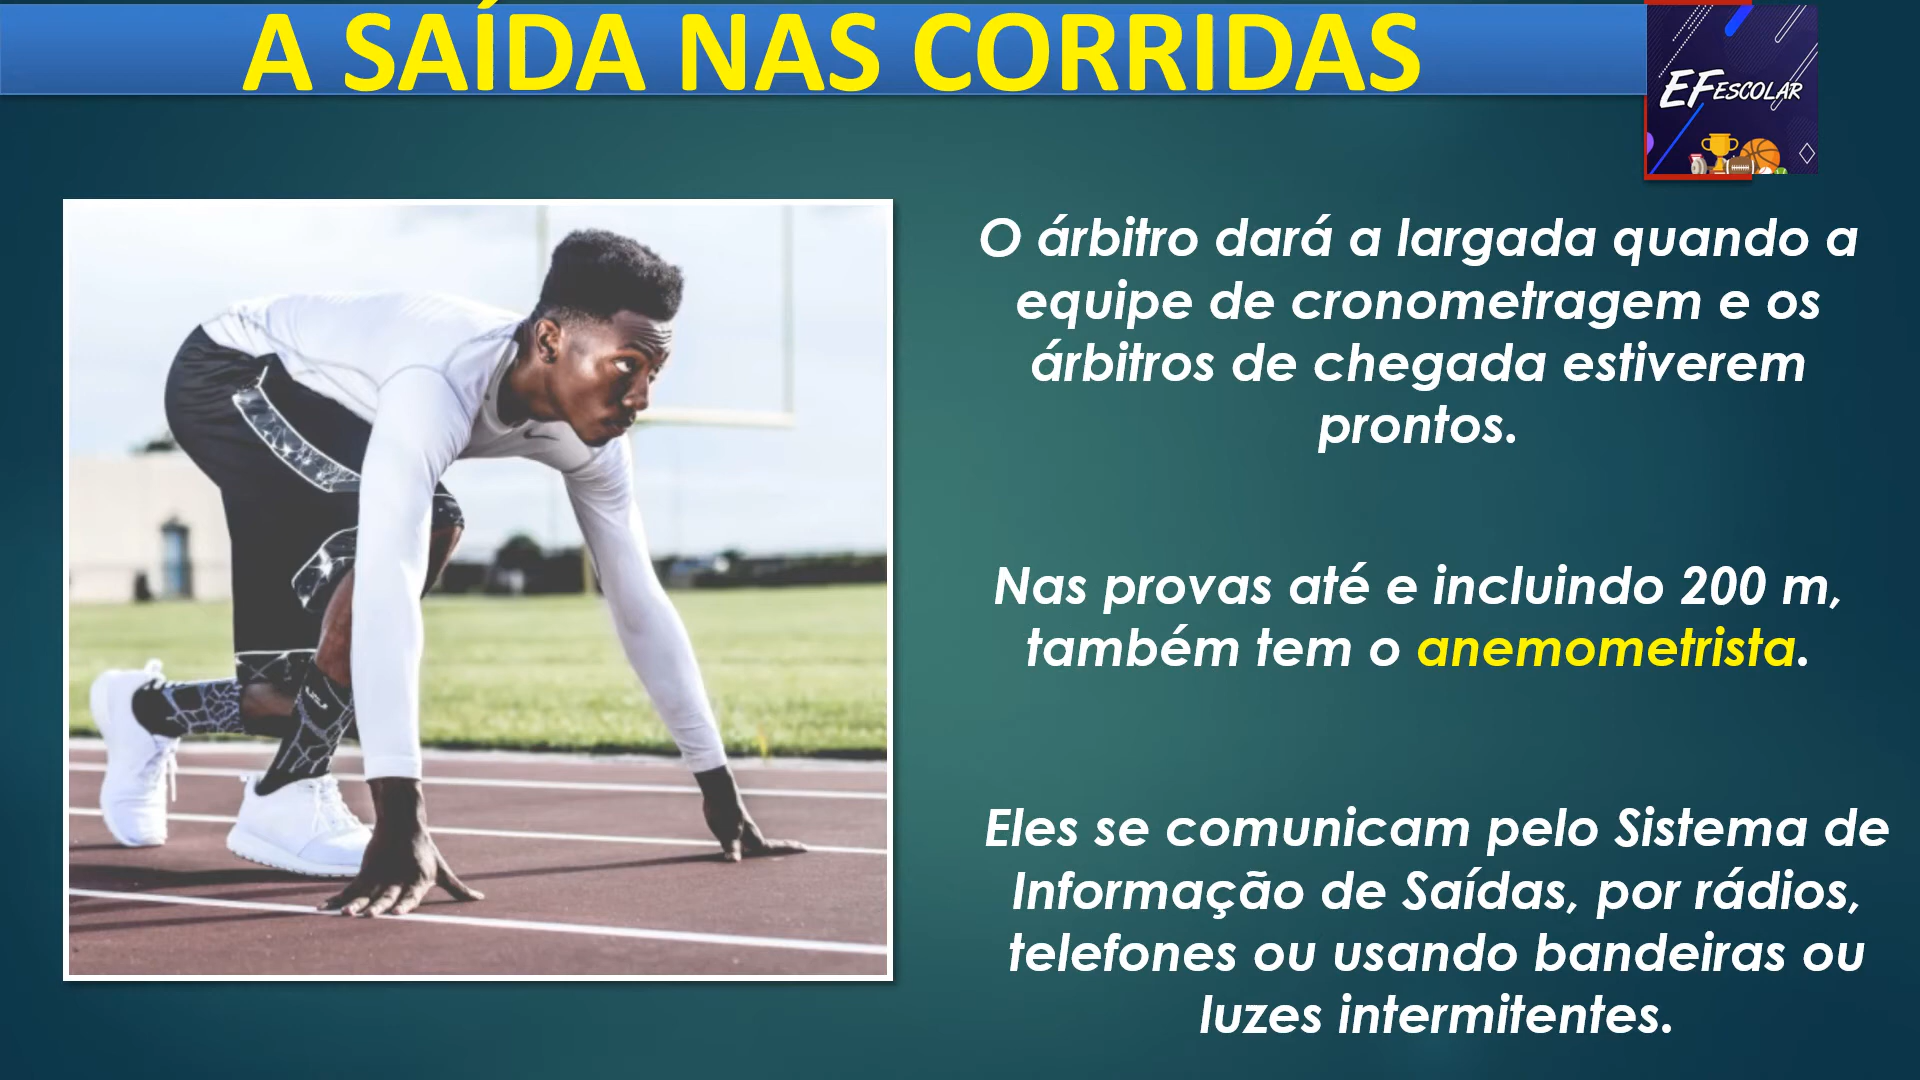 A SAÍDA NAS CORRIDAS
EF ESCOLAR
O árbitro dará a largada quando a
equipe de cronometragem e os
árbitros de chegada estiverem
prontos.
Nas provas até e incluindo 200 m,
também tem o anemometrista.
Eles se comunicam pelo Sistema de
Informação de Saídas, por rádios,
telefones ou usando bandeiras ou
luzes intermitentes.